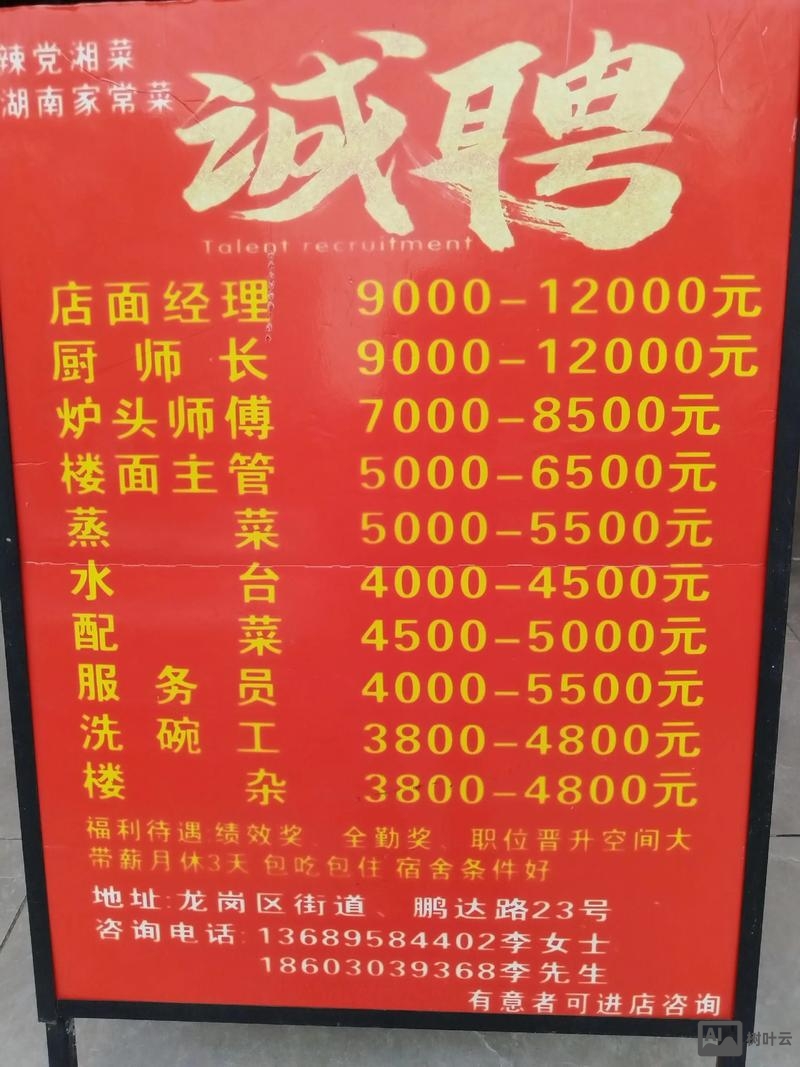 辣党湘菜
湖南家常菜
诚聘
Talent recruitment
店面经理 9000-12000元
厨师长 9000-12000元
炉头师傅 7000-8500元
楼面主管 5000-6500元
蒸菜 5000-5500元
水台 4000-4500元
配菜 4500-5000元
服务员 4000-5500元
洗碗工 3800-4800元
楼杂 3800-4800元
福利待遇:绩效奖、全勤奖、职位晋升空间大
带薪月休3天 包吃包住 宿舍条件好
地址:龙岗区街道、鹏达路23号
咨询电话:13689584402李女士
18603039368李先生
有意者可进店咨询
AI 树叶云